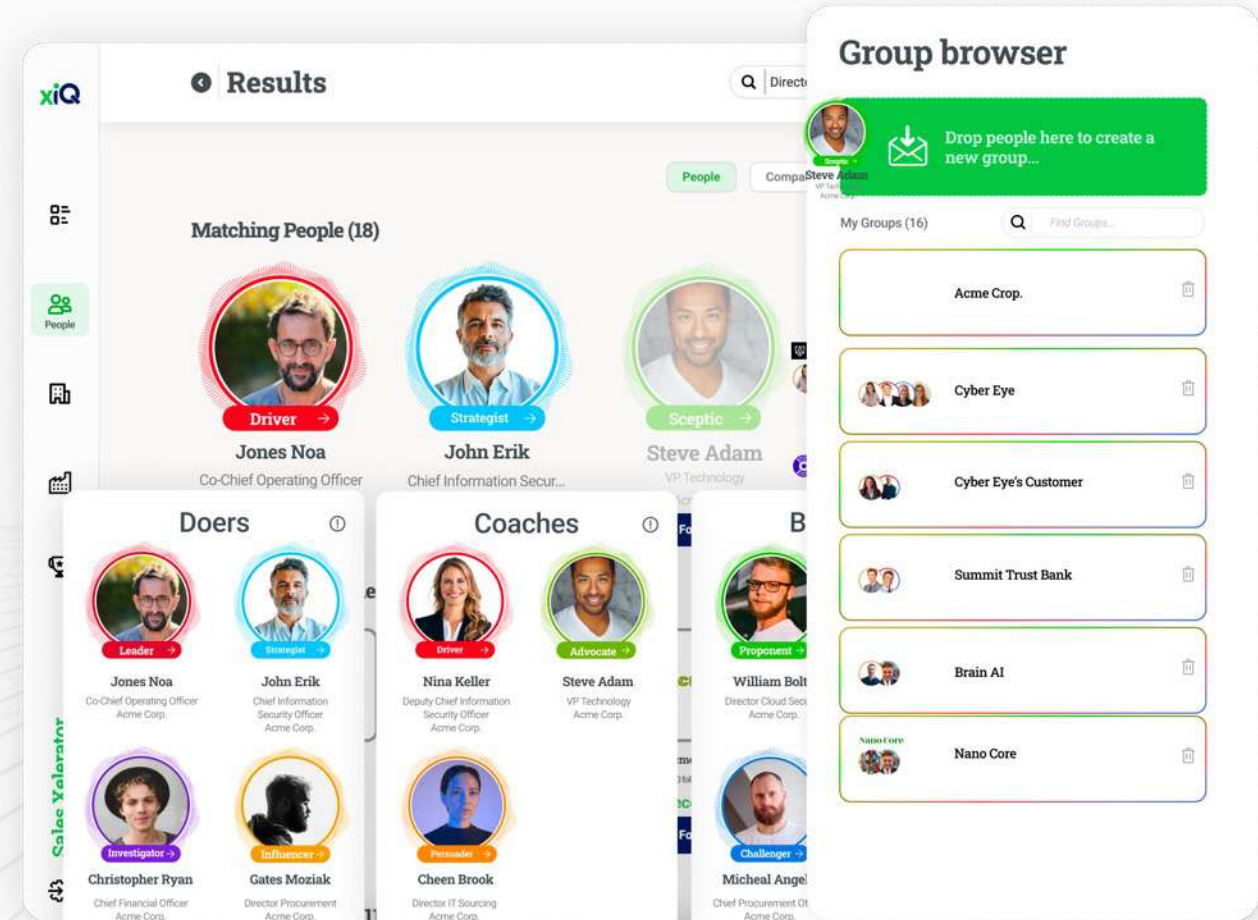 xiQ
Results
Directo
People
Compa
Matching People (18)
Driver →
Jones Noa
Co-Chief Operating Officer
Strategist →
John Erik
Chief Information Secur...
Sceptic →
Steve Adam
VP Technology
People
Sales Xelerator
Doers
Leader →
Jones Noa
Co-Chief Operating Officer
Acme Corp.
Strategist →
John Erik
Chief Information
Security Officer
Acme Corp.
Investigator →
Christopher Ryan
Chief Financial Officer
Acme Corp.
Influencer →
Gates Moziak
Director Procurement
Acme Corp.
Coaches
Driver →
Nina Keller
Deputy Chief Information
Security Officer
Acme Corp.
Advocate →
Steve Adam
VP Technology
Acme Corp.
Persuader →
Cheen Brook
Director IT Sourcing
Acme Corp.
B
Proponent →
William Bolt
Director Cloud Secu
Acme Corp.
Challenger →
Micheal Angel
Chief Procurement Of
Acme Corp.
Group browser
Drop people here to create a
new group...
Sceptic →
Steve Adam
VP Tech
Acme Corp.
My Groups (16)
Find Groups...
Acme Crop.
Cyber Eye
Cyber Eye's Customer
Summit Trust Bank
Brain AI
Nano Core
Nano Core